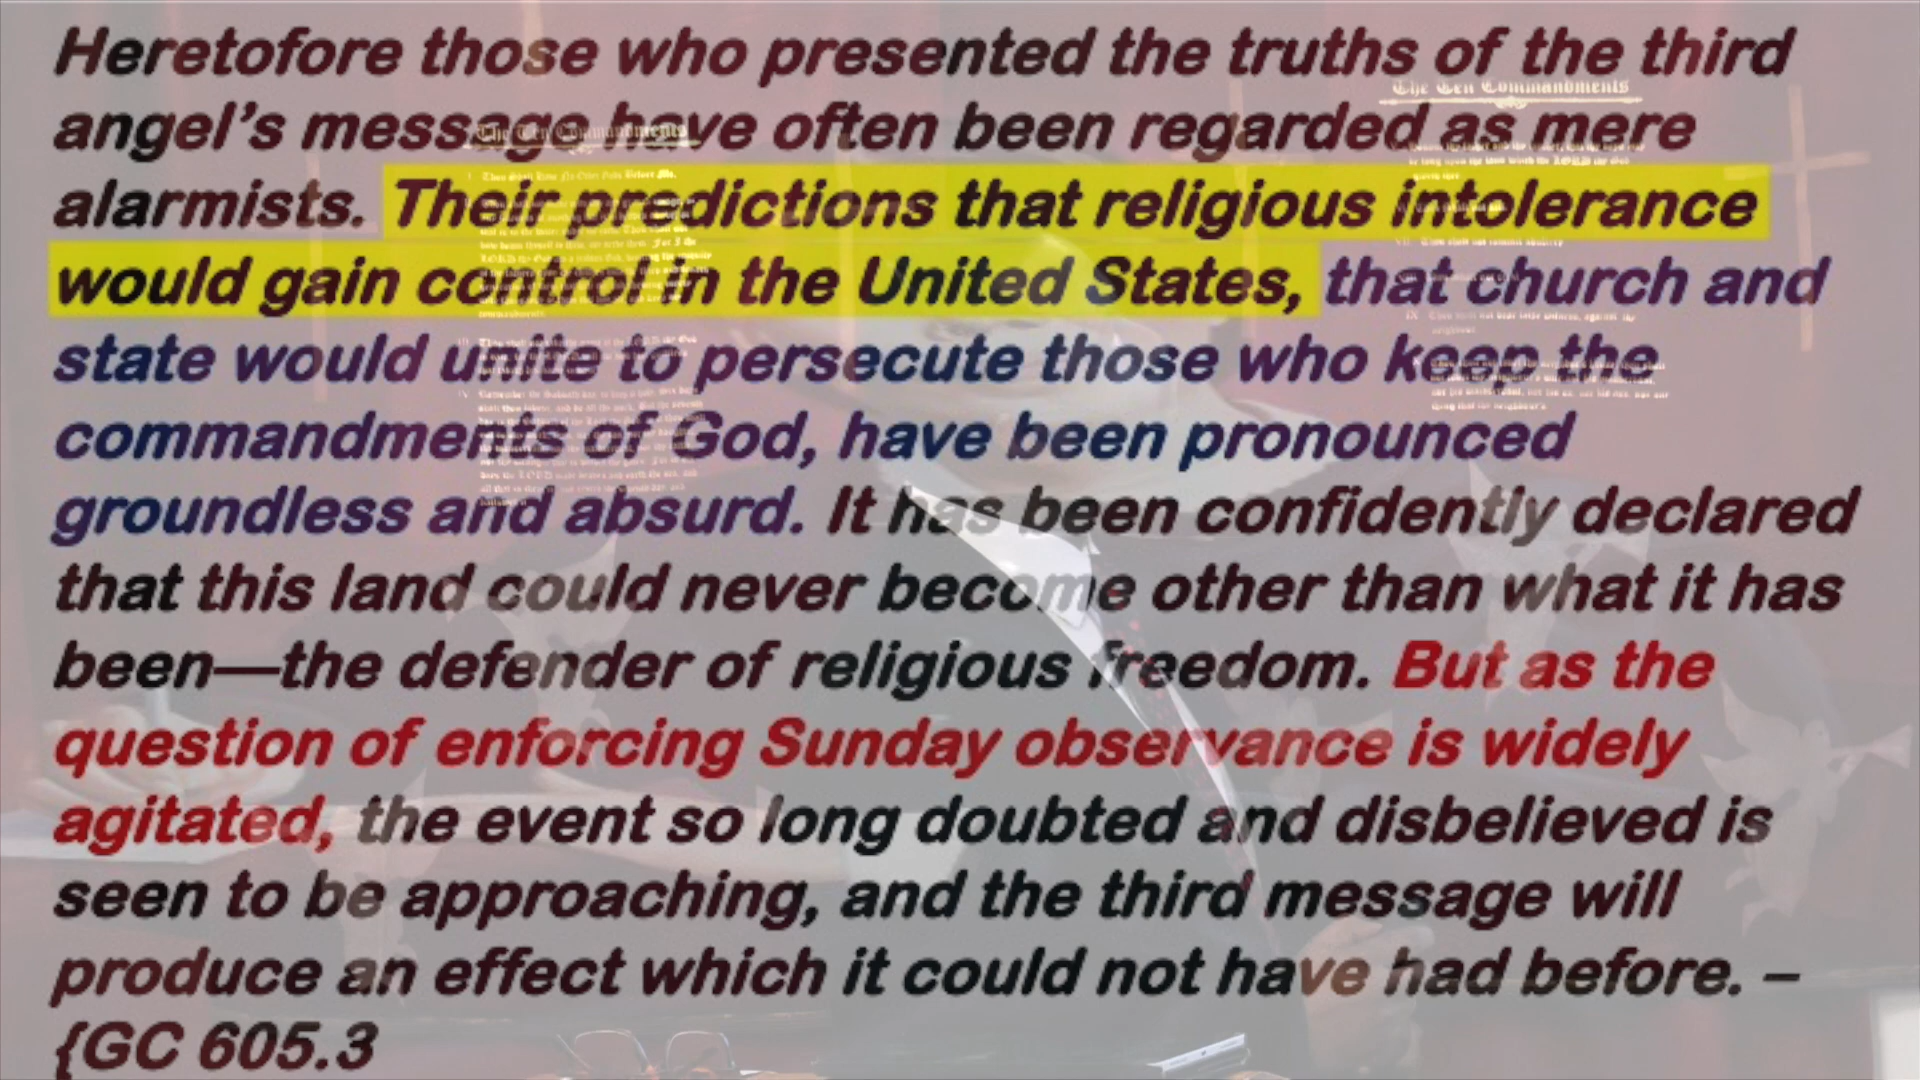 Heretofore those who presented the truths of the third
angel's message have often been regarded as mere
alarmists. Their predictions that religious intolerance
would gain control in the United States, that church and
state would unite to persecute those who keep the
commandments of God, have been pronounced
groundless and absurd. It has been confidently declared
that this land could never become other than what it has
been—the defender of religious freedom. But as the
question of enforcing Sunday observance is widely
agitated, the event so long doubted and disbelieved is
seen to be approaching, and the third message will
produce an effect which it could not have had before. –
{GC 605.3
The Ten Commandments
The Ten Commandments